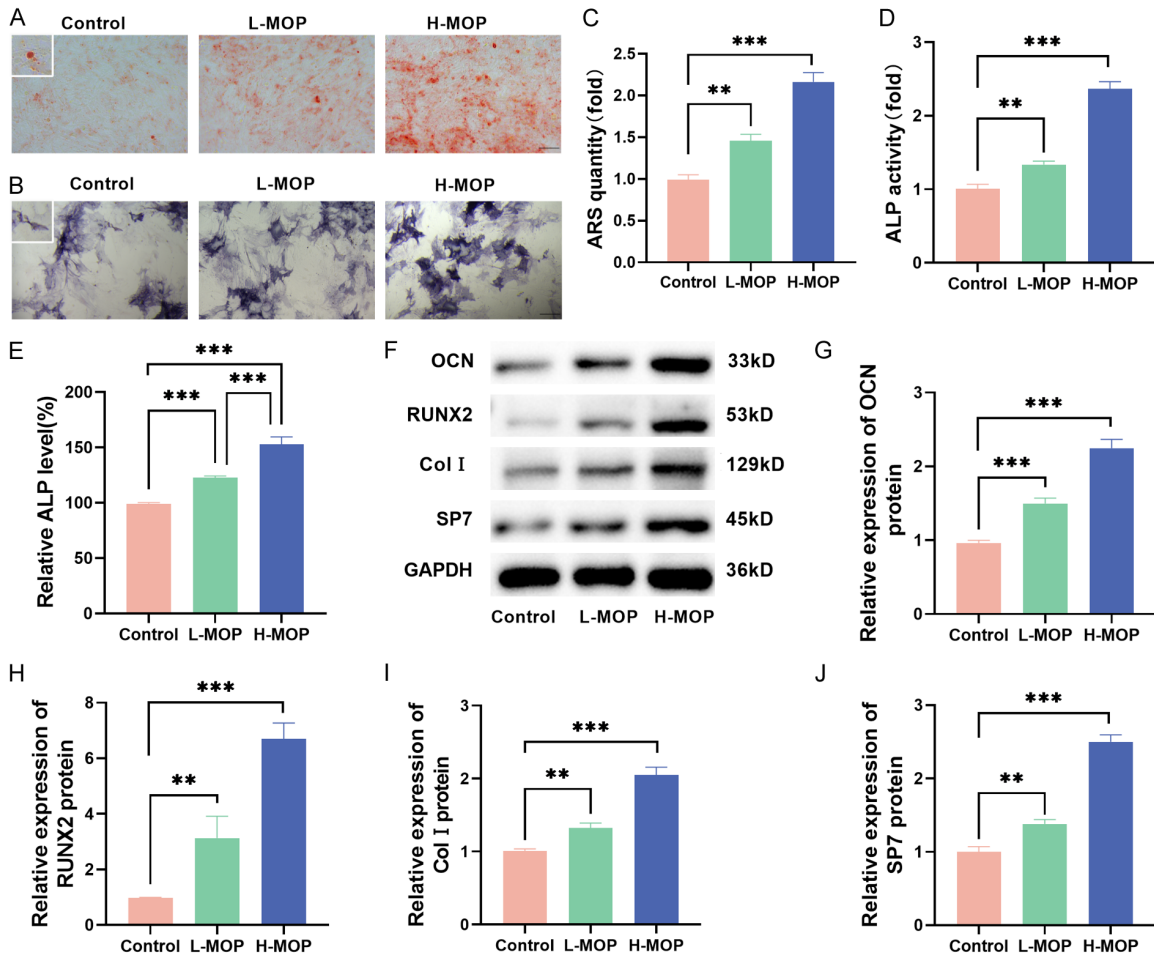 A
Control
L-MOP
H-MOP
B
Control
L-MOP
H-MOP
C
ARS quantity(fold)
2.5
2.0
1.5
1.0
0.5
0.0
**
***
Control
L-MOP
H-MOP
D
ALP activity(fold)
3
2
1
0
**
***
Control
L-MOP
H-MOP
E
Relative ALP level(%)
200
150
100
50
0
***
***
***
Control
L-MOP
H-MOP
F
OCN 33kD
RUNX2 53kD
Col Ⅰ 129kD
SP7 45kD
GAPDH 36kD
Control L-MOP H-MOP
G
Relative expression of OCN
protein
3
2
1
0
***
***
Control
L-MOP
H-MOP
H
Relative expression of
RUNX2 protein
8
6
4
2
0
**
***
Control
L-MOP
H-MOP
I
Relative expression of
Col Ⅰ protein
3
2
1
0
**
***
Control
L-MOP
H-MOP
J
Relative expression of
SP7 protein
3
2
1
0
**
***
Control
L-MOP
H-MOP